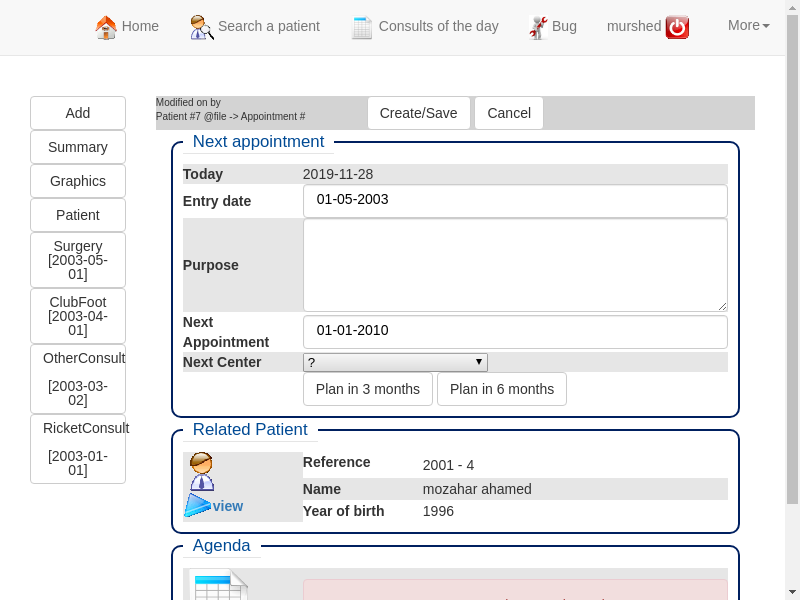 Home
Search a patient
Consults of the day
Bug
murshed
More
Add
Summary
Graphics
Patient
Surgery
[2003-05-
01]
ClubFoot
[2003-04-
01]
OtherConsult
[2003-03-
02]
RicketConsult
[2003-01-
01]
Modified on by
Patient #7 @file -> Appointment #
Create/Save
Cancel
Next appointment
Today 2019-11-28
Entry date 01-05-2003
Purpose
Next
Appointment
01-01-2010
Next Center ?
Plan in 3 months
Plan in 6 months
Related Patient
view
Reference 2001 - 4
Name mozahar ahamed
Year of birth 1996
Agenda